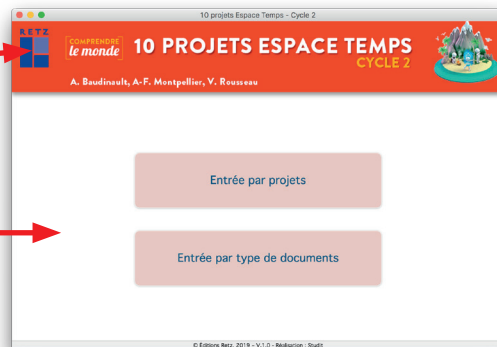 10 projets Espace Temps - Cycle 2
RETZ
COMPRENDRE
le monde
10 PROJETS ESPACE TEMPS
CYCLE 2
A. Baudinault, A-F. Montpellier, V. Rousseau
Entrée par projets
Entrée par type de documents
© Éditions Retz, 2019 - V.1.0 - Réalisation : Studit